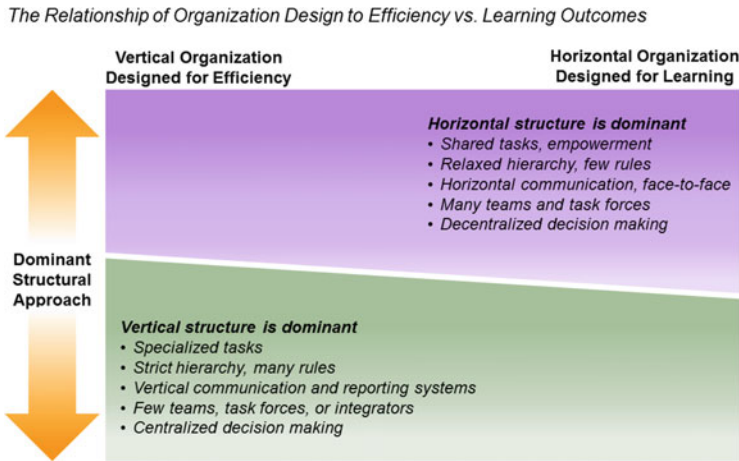 The Relationship of Organization Design to Efficiency vs. Learning Outcomes
Vertical Organization
Designed for Efficiency
Horizontal Organization
Designed for Learning
Horizontal structure is dominant
• Shared tasks, empowerment
• Relaxed hierarchy, few rules
• Horizontal communication, face-to-face
• Many teams and task forces
• Decentralized decision making
Dominant
Structural
Approach
Vertical structure is dominant
• Specialized tasks
• Strict hierarchy, many rules
• Vertical communication and reporting systems
• Few teams, task forces, or integrators
• Centralized decision making